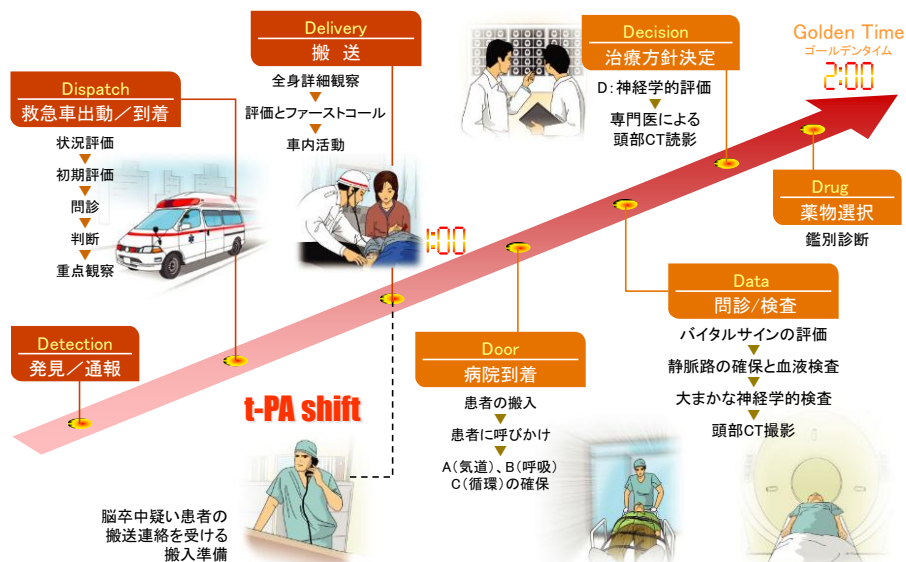 Detection
発見／通報
Dispatch
救急車出動／到着
状況評価
初期評価
問診
判断
重点観察
Delivery
搬 送
全身詳細観察
評価とファーストコール
車内活動
1:00
t-PA shift
脳卒中疑い患者の
搬送連絡を受ける
搬入準備
Door
病院到着
患者の搬入
患者に呼びかけ
A（気道）、B（呼吸）
C（循環）の確保
Data
問診/検査
バイタルサインの評価
静脈路の確保と血液検査
大まかな神経学的検査
頭部CT撮影
Decision
治療方針決定
D：神経学的評価
専門医による
頭部CT読影
Drug
薬物選択
鑑別診断
Golden Time
ゴールデンタイム
2:00